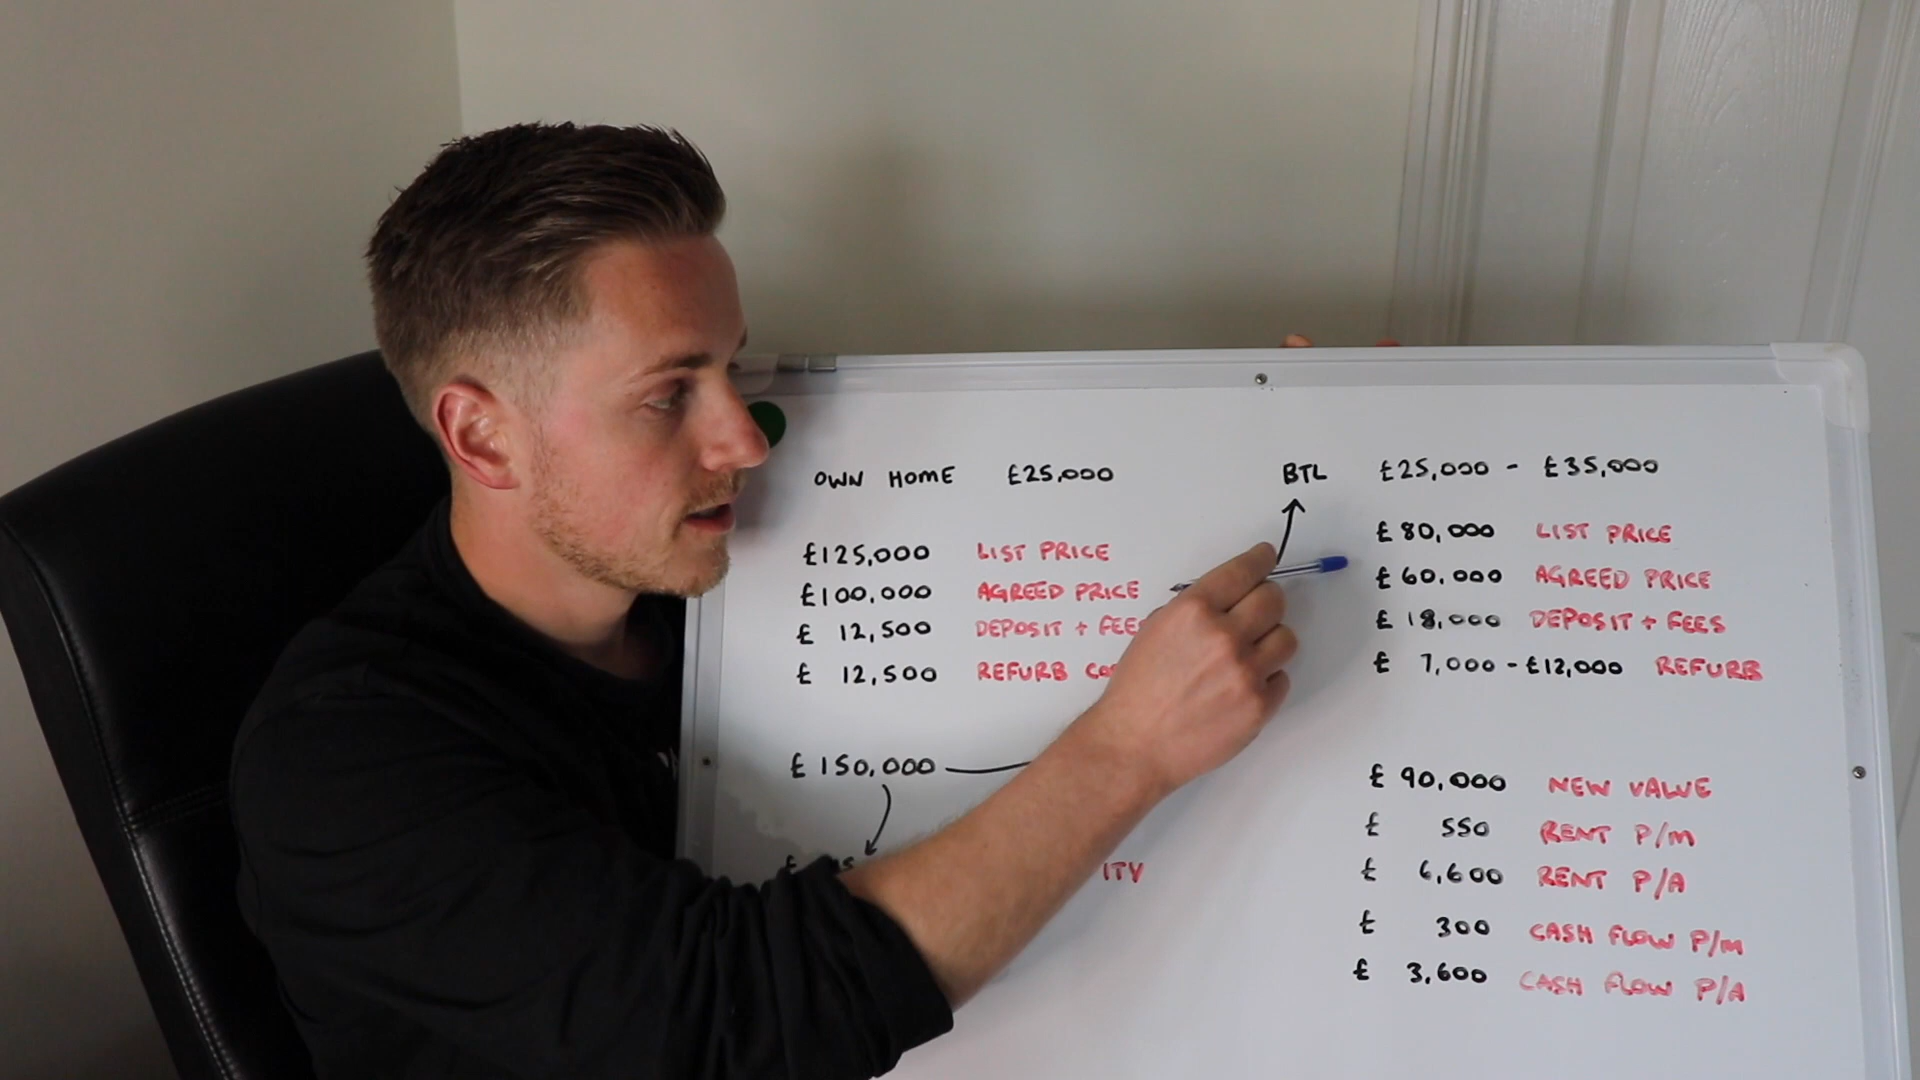 OWN HOME £25,000
£125,000 LIST PRICE
£100,000 AGREED PRICE
£ 12,500 DEPOSIT + FEES
£ 12,500 REFURB
£150,000
£
BTL £25,000 - £35,000
£80,000 LIST PRICE
£60,000 AGREED PRICE
£18,000 DEPOSIT + FEES
£ 7,000 - £12,000 REFURB
£90,000 NEW VALUE
£ 550 RENT P/M
£ 6,600 RENT P/A
£ 300 CASH FLOW P/M
£ 3,600 CASH FLOW P/A